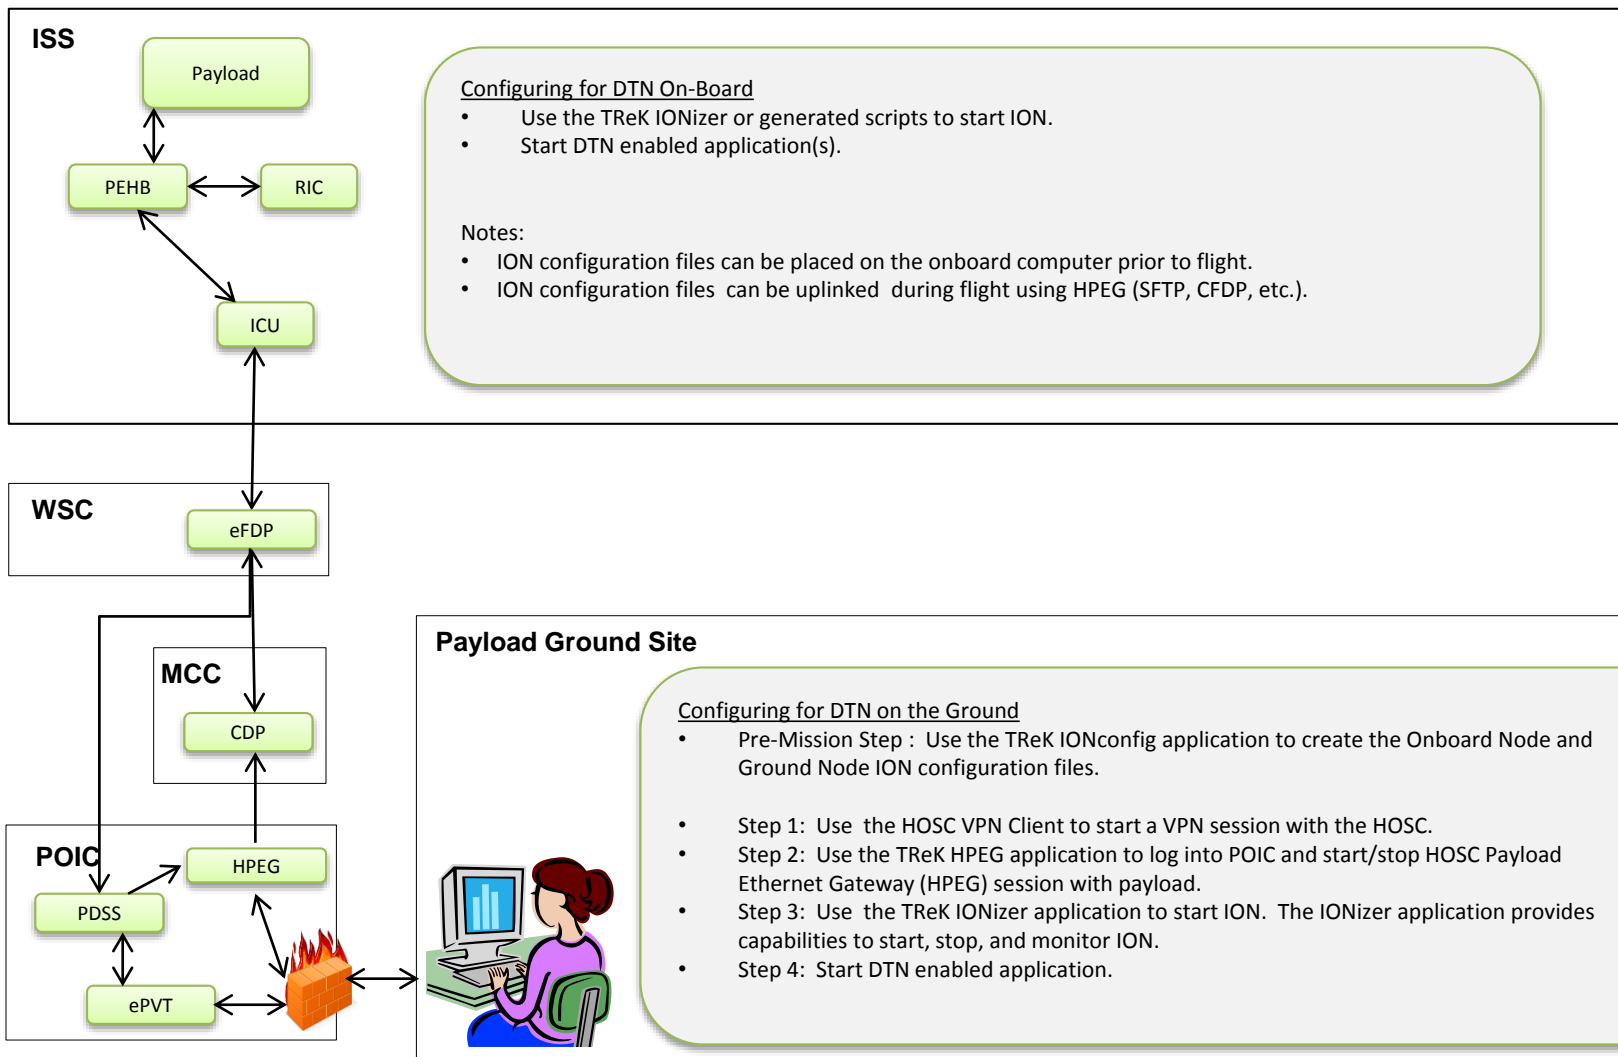 ISS
Payload
PEHB
RIC
ICU
Configuring for DTN On-Board
• Use the TReK IONizer or generated scripts to start ION.
• Start DTN enabled application(s).
Notes:
• ION configuration files can be placed on the onboard computer prior to flight.
• ION configuration files can be uplinked during flight using HPEG (SFTP, CFDP, etc.).
WSC
eFDP
MCC
CDP
POIC
HPEG
PDSS
ePVT
Payload Ground Site
Configuring for DTN on the Ground
• Pre-Mission Step : Use the TReK IONconfig application to create the Onboard Node and
Ground Node ION configuration files.
• Step 1: Use the HOSC VPN Client to start a VPN session with the HOSC.
• Step 2: Use the TReK HPEG application to log into POIC and start/stop HOSC Payload
Ethernet Gateway (HPEG) session with payload.
• Step 3: Use the TReK IONizer application to start ION. The IONizer application provides
capabilities to start, stop, and monitor ION.
• Step 4: Start DTN enabled application.